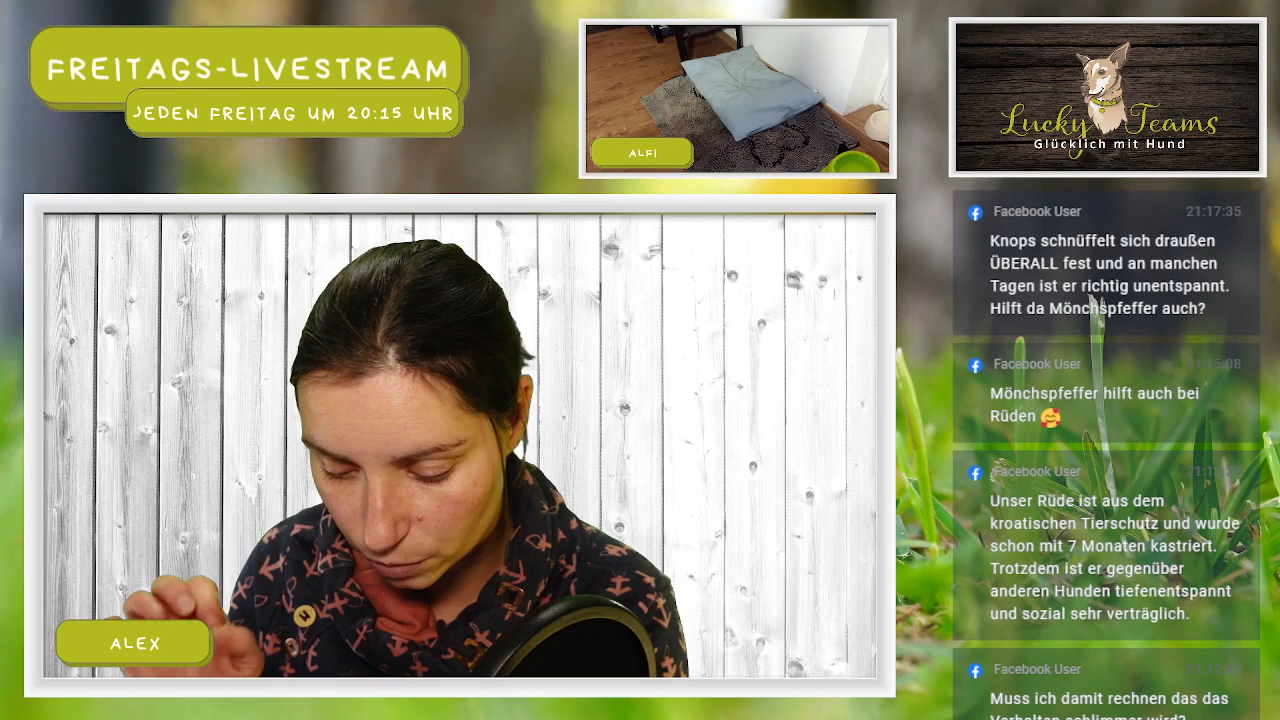 FREITAGS-LIVESTREAM
JEDEN FREITAG UM 20:15 UHR
ALFI
Lucky Teams
Glücklich mit Hund
Facebook User 21:17:35
Knops schnüffelt sich draußen
ÜBERALL fest und an manchen
Tagen ist er richtig unentspannt.
Hilft da Mönchspfeffer auch?
Facebook User
Mönchspfeffer hilft auch bei
Rüden 🥰
Facebook User
Unser Rüde ist aus dem
kroatischen Tierschutz und wurde
schon mit 7 Monaten kastriert.
Trotzdem ist er gegenüber
anderen Hunden tiefenentspannt
und sozial sehr verträglich.
Facebook User
Muss ich damit rechnen das das
Verhalten schlimmer wird?
ALEX